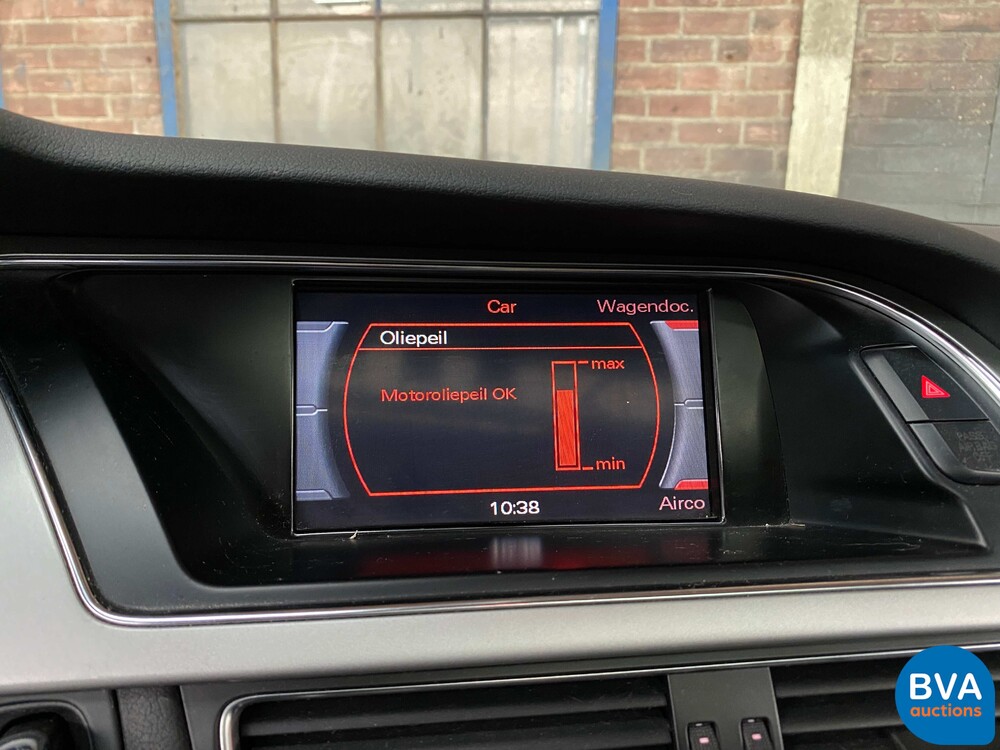 Car Wagendoc.
Oliepeil
max
Motoroliepeil OK
min
10:38 Airco
BVA
auctions